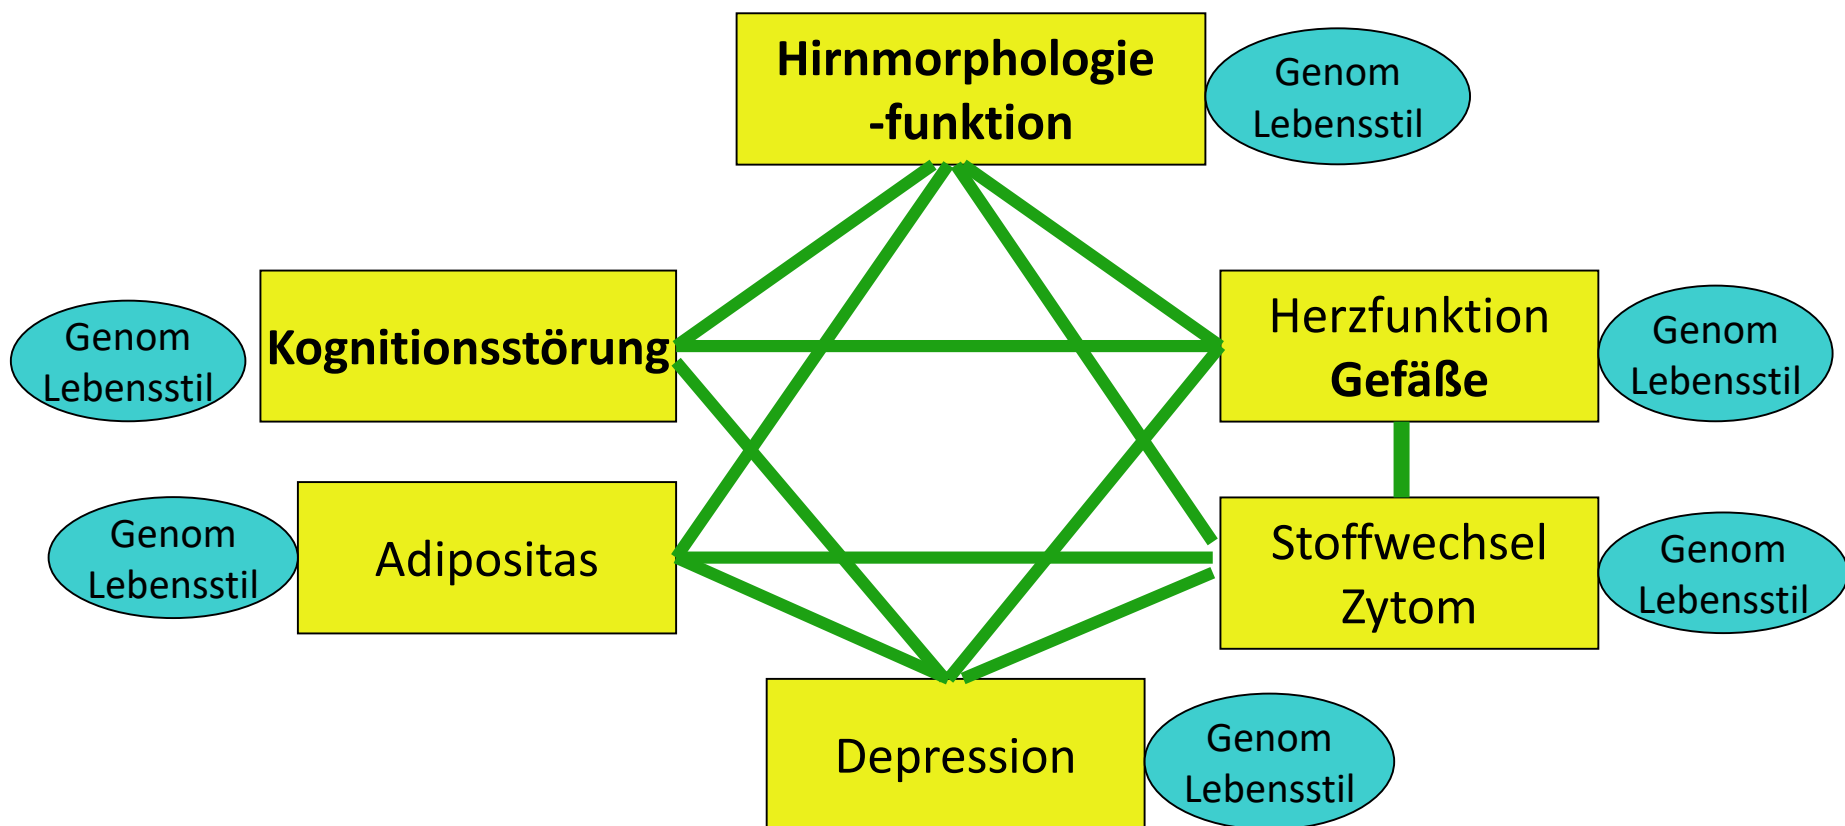 Hirnmorphologie
-funktion
Genom
Lebensstil
Genom
Lebensstil
Kognitionsstörung
Herzfunktion
Gefäße
Genom
Lebensstil
Genom
Lebensstil
Adipositas
Stoffwechsel
Zytom
Genom
Lebensstil
Depression
Genom
Lebensstil